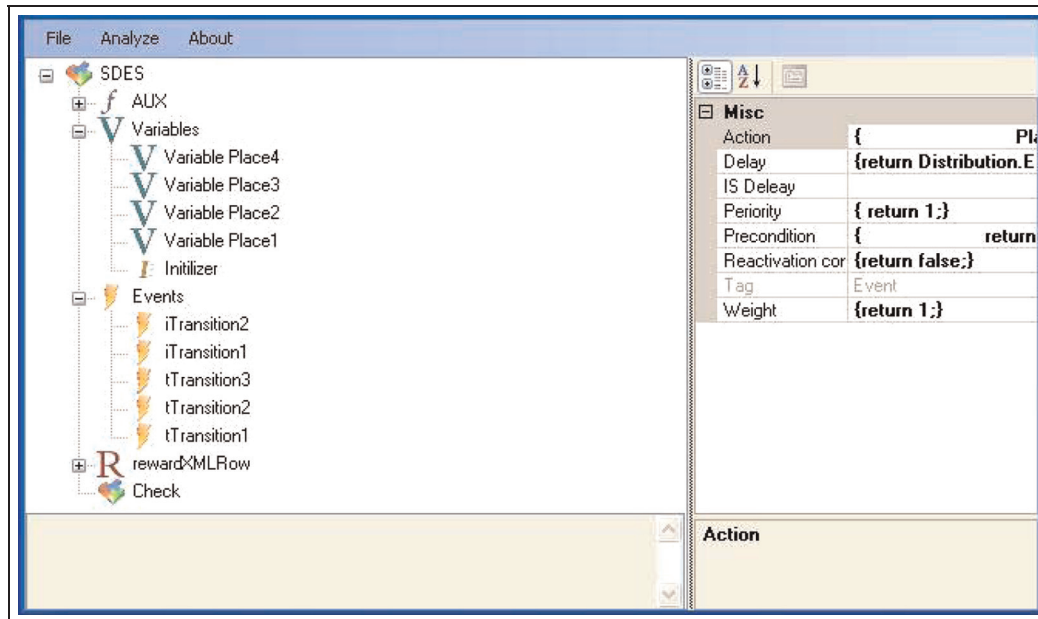 File Analyze About
SDES
AUX
Variables
Variable Place4
Variable Place3
Variable Place2
Variable Place1
Initilizer
Events
iTransition2
iTransition1
tTransition3
tTransition2
tTransition1
rewardXMLRow
Check
Misc
Action { Pla
Delay {return Distribution.E
IS Deleay
Periority { return 1;}
Precondition { return
Reactivation cor {return false;}
Tag Event
Weight {return 1;}
Action